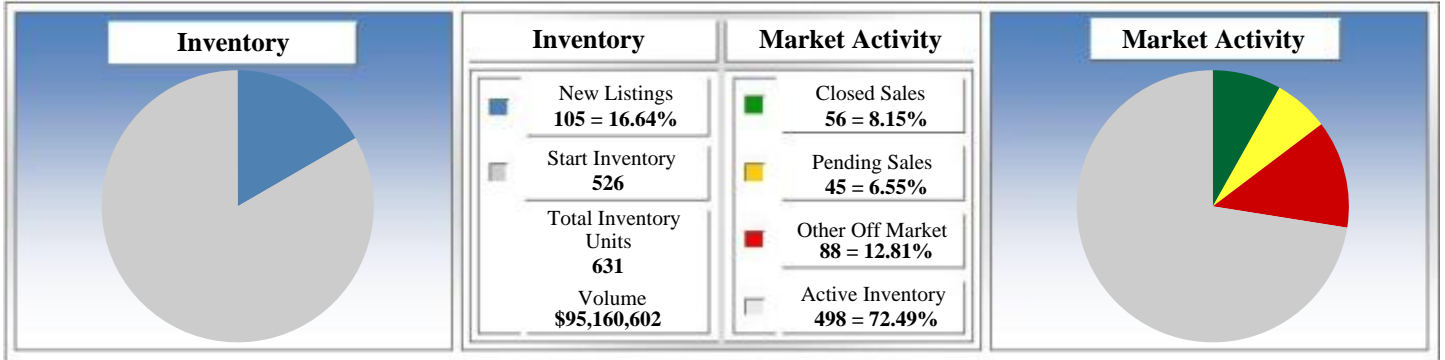 Inventory
Inventory
Market Activity
Market Activity
New Listings
105 = 16.64%
Start Inventory
526
Total Inventory
Units
631
Volume
$95,160,602
Closed Sales
56 = 8.15%
Pending Sales
45 = 6.55%
Other Off Market
88 = 12.81%
Active Inventory
498 = 72.49%